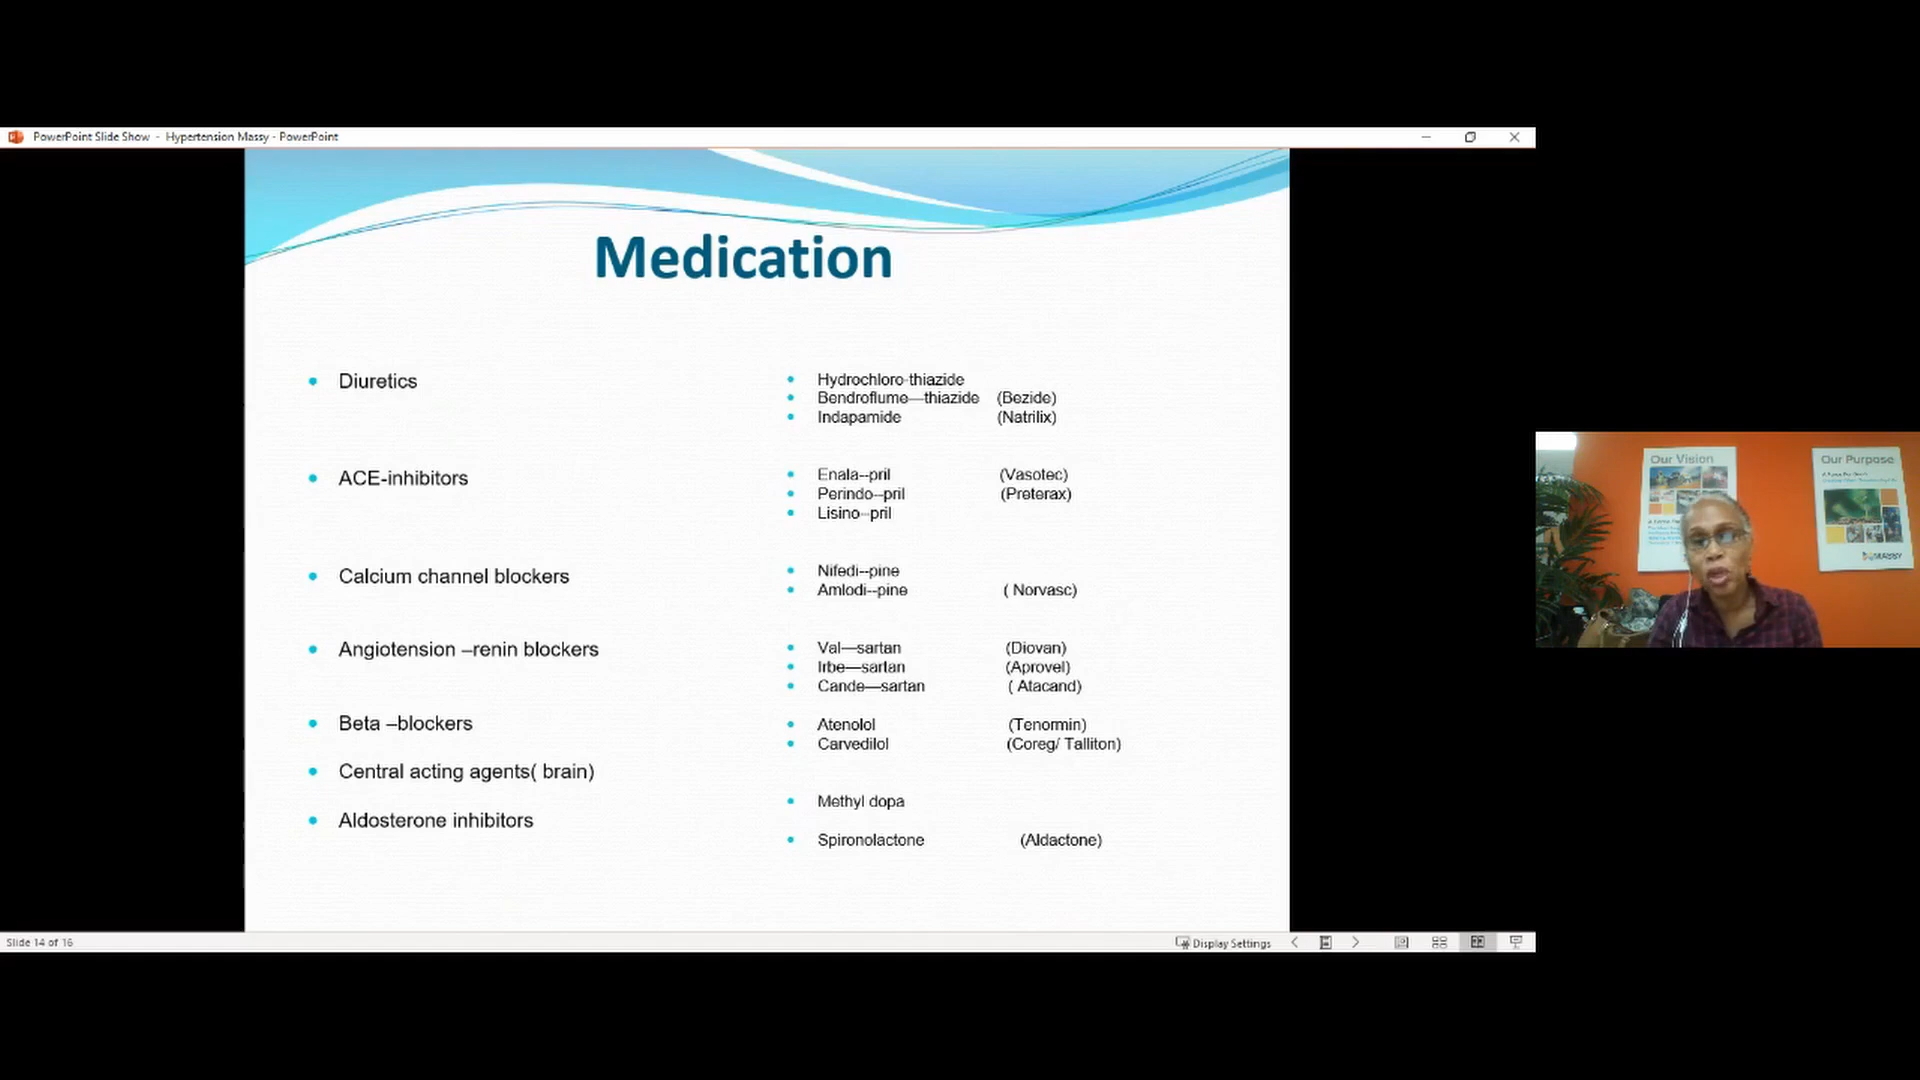 PowerPoint Slide Show - Hypertension Massy - PowerPoint
Medication
• Diuretics
• Hydrochloro-thiazide
• Bendroflume—thiazide (Bezide)
• Indapamide (Natrilix)
• ACE-inhibitors
• Enala--pril (Vasotec)
• Perindo--pril (Preterax)
• Lisino--pril
• Calcium channel blockers
• Nifedi--pine
• Amlodi--pine ( Norvasc)
• Angiotension –renin blockers
• Val—sartan (Diovan)
• Irbe—sartan (Aprovel)
• Cande—sartan ( Atacand)
• Beta –blockers
• Atenolol (Tenormin)
• Carvedilol (Coreg/ Talliton)
• Central acting agents( brain)
• Methyl dopa
• Aldosterone inhibitors
• Spironolactone (Aldactone)
Slide 14 of 16
Display Settings
Our Vision
Our Purpose
MASSY